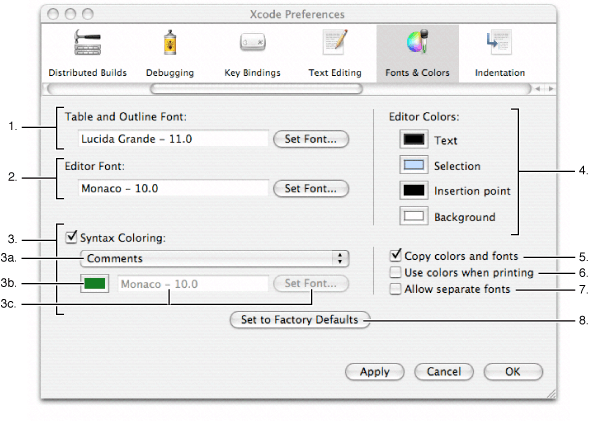 Xcode Preferences
Distributed Builds
Debugging
Key Bindings
Text Editing
Fonts & Colors
Indentation
1.
Table and Outline Font:
Lucida Grande – 11.0
Set Font...
2.
Editor Font:
Monaco – 10.0
Set Font...
3.
Syntax Coloring:
3a.
Comments
3b.
Monaco – 10.0
Set Font...
3c.
Editor Colors:
Text
Selection
Insertion point
Background
4.
Copy colors and fonts
5.
Use colors when printing
6.
Allow separate fonts
7.
Set to Factory Defaults
8.
Apply
Cancel
OK